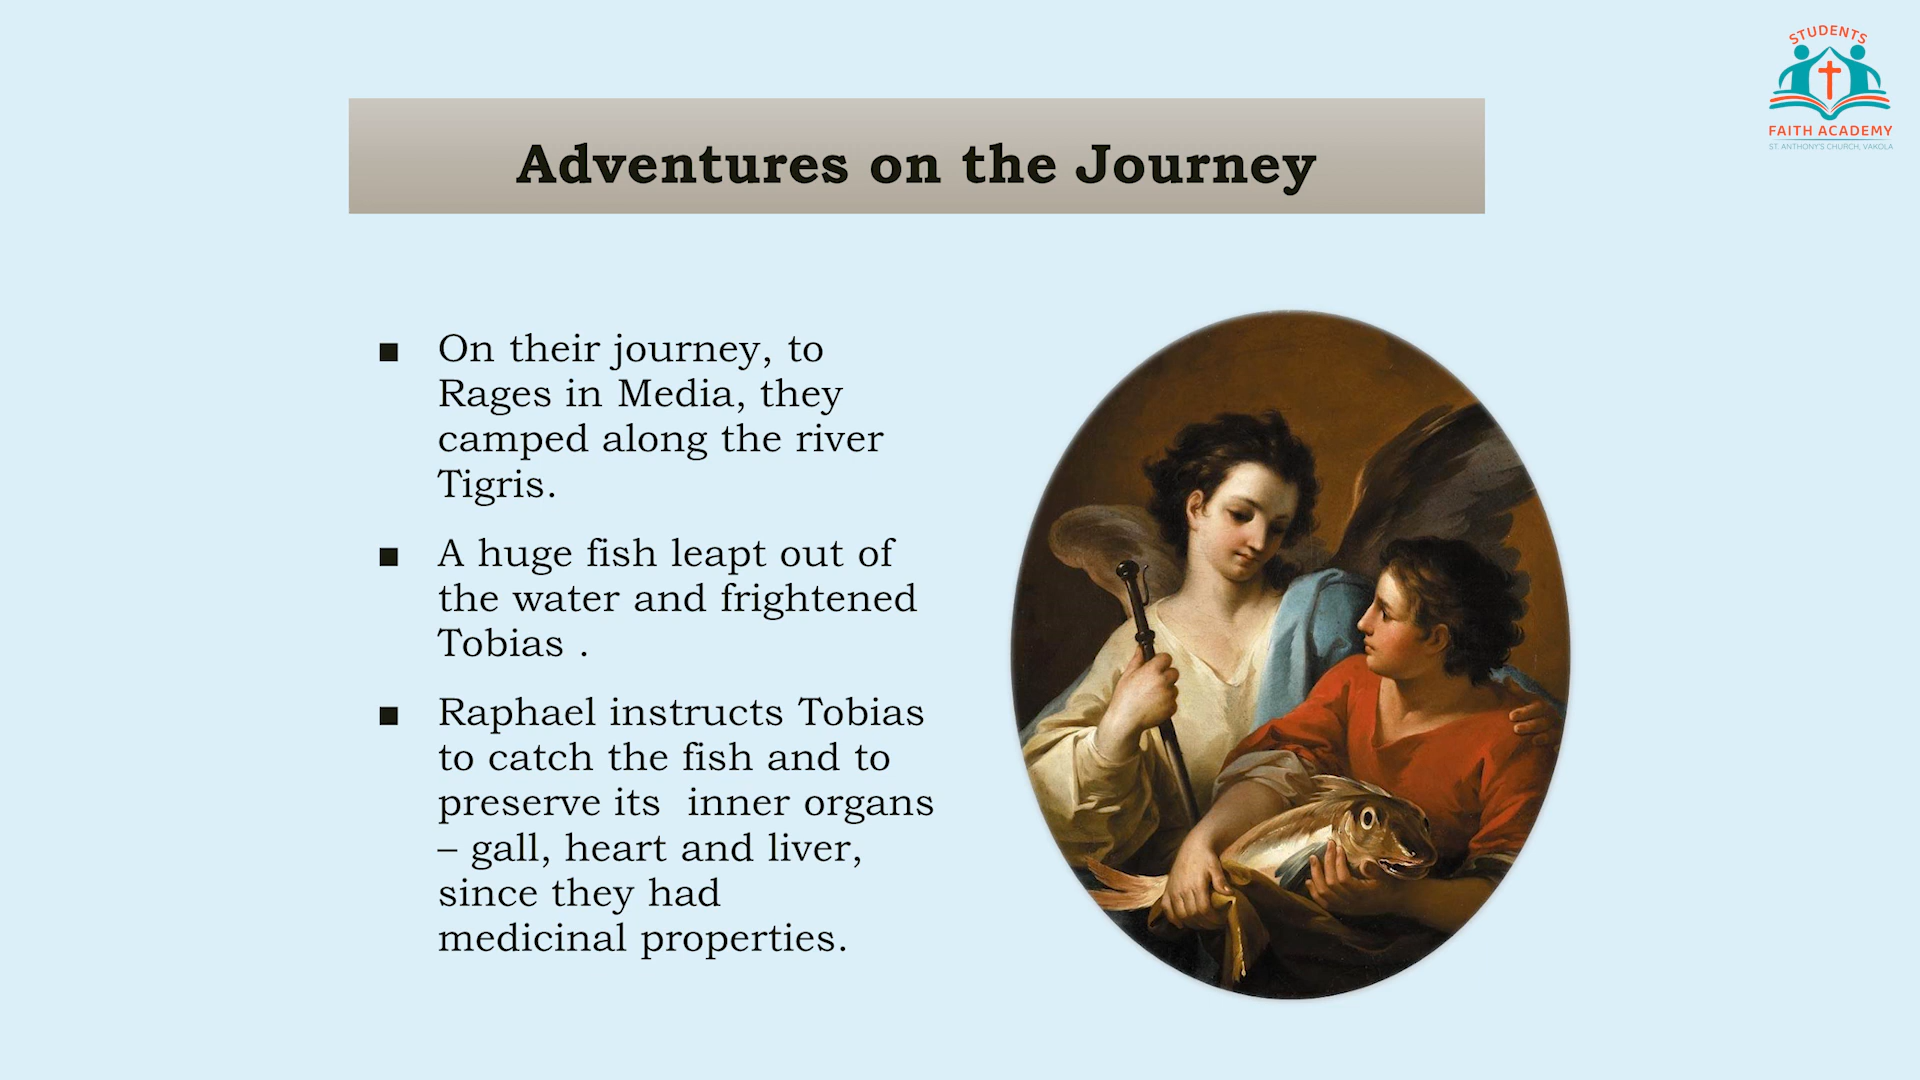 STUDENTS
FAITH ACADEMY
ST. ANTHONY'S CHURCH, VAKOLA
Adventures on the Journey
▪ On their journey, to
Rages in Media, they
camped along the river
Tigris.
▪ A huge fish leapt out of
the water and frightened
Tobias .
▪ Raphael instructs Tobias
to catch the fish and to
preserve its  inner organs
– gall, heart and liver,
since they had
medicinal properties.